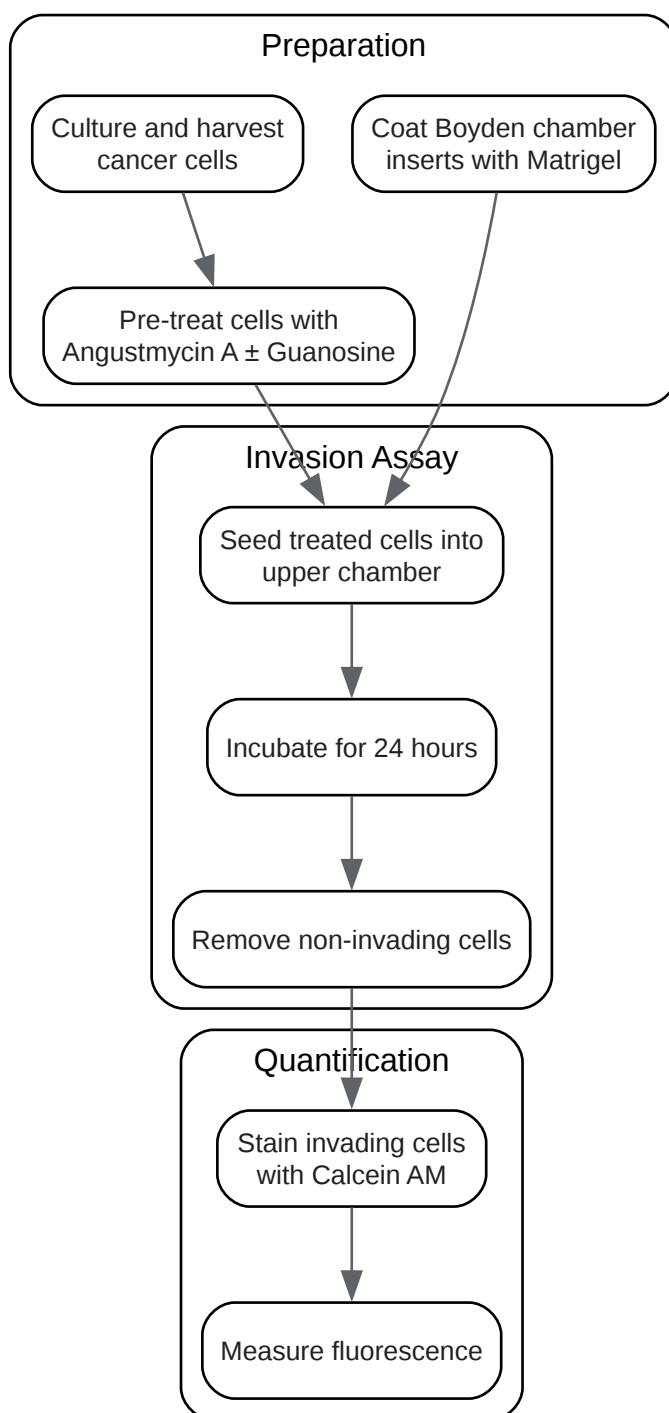 Preparation
Culture and harvest
cancer cells
Coat Boyden chamber
inserts with Matrigel
Pre-treat cells with
Angustmycin A ± Guanosine
Invasion Assay
Seed treated cells into
upper chamber
Incubate for 24 hours
Remove non-invading cells
Quantification
Stain invading cells
with Calcein AM
Measure fluorescence